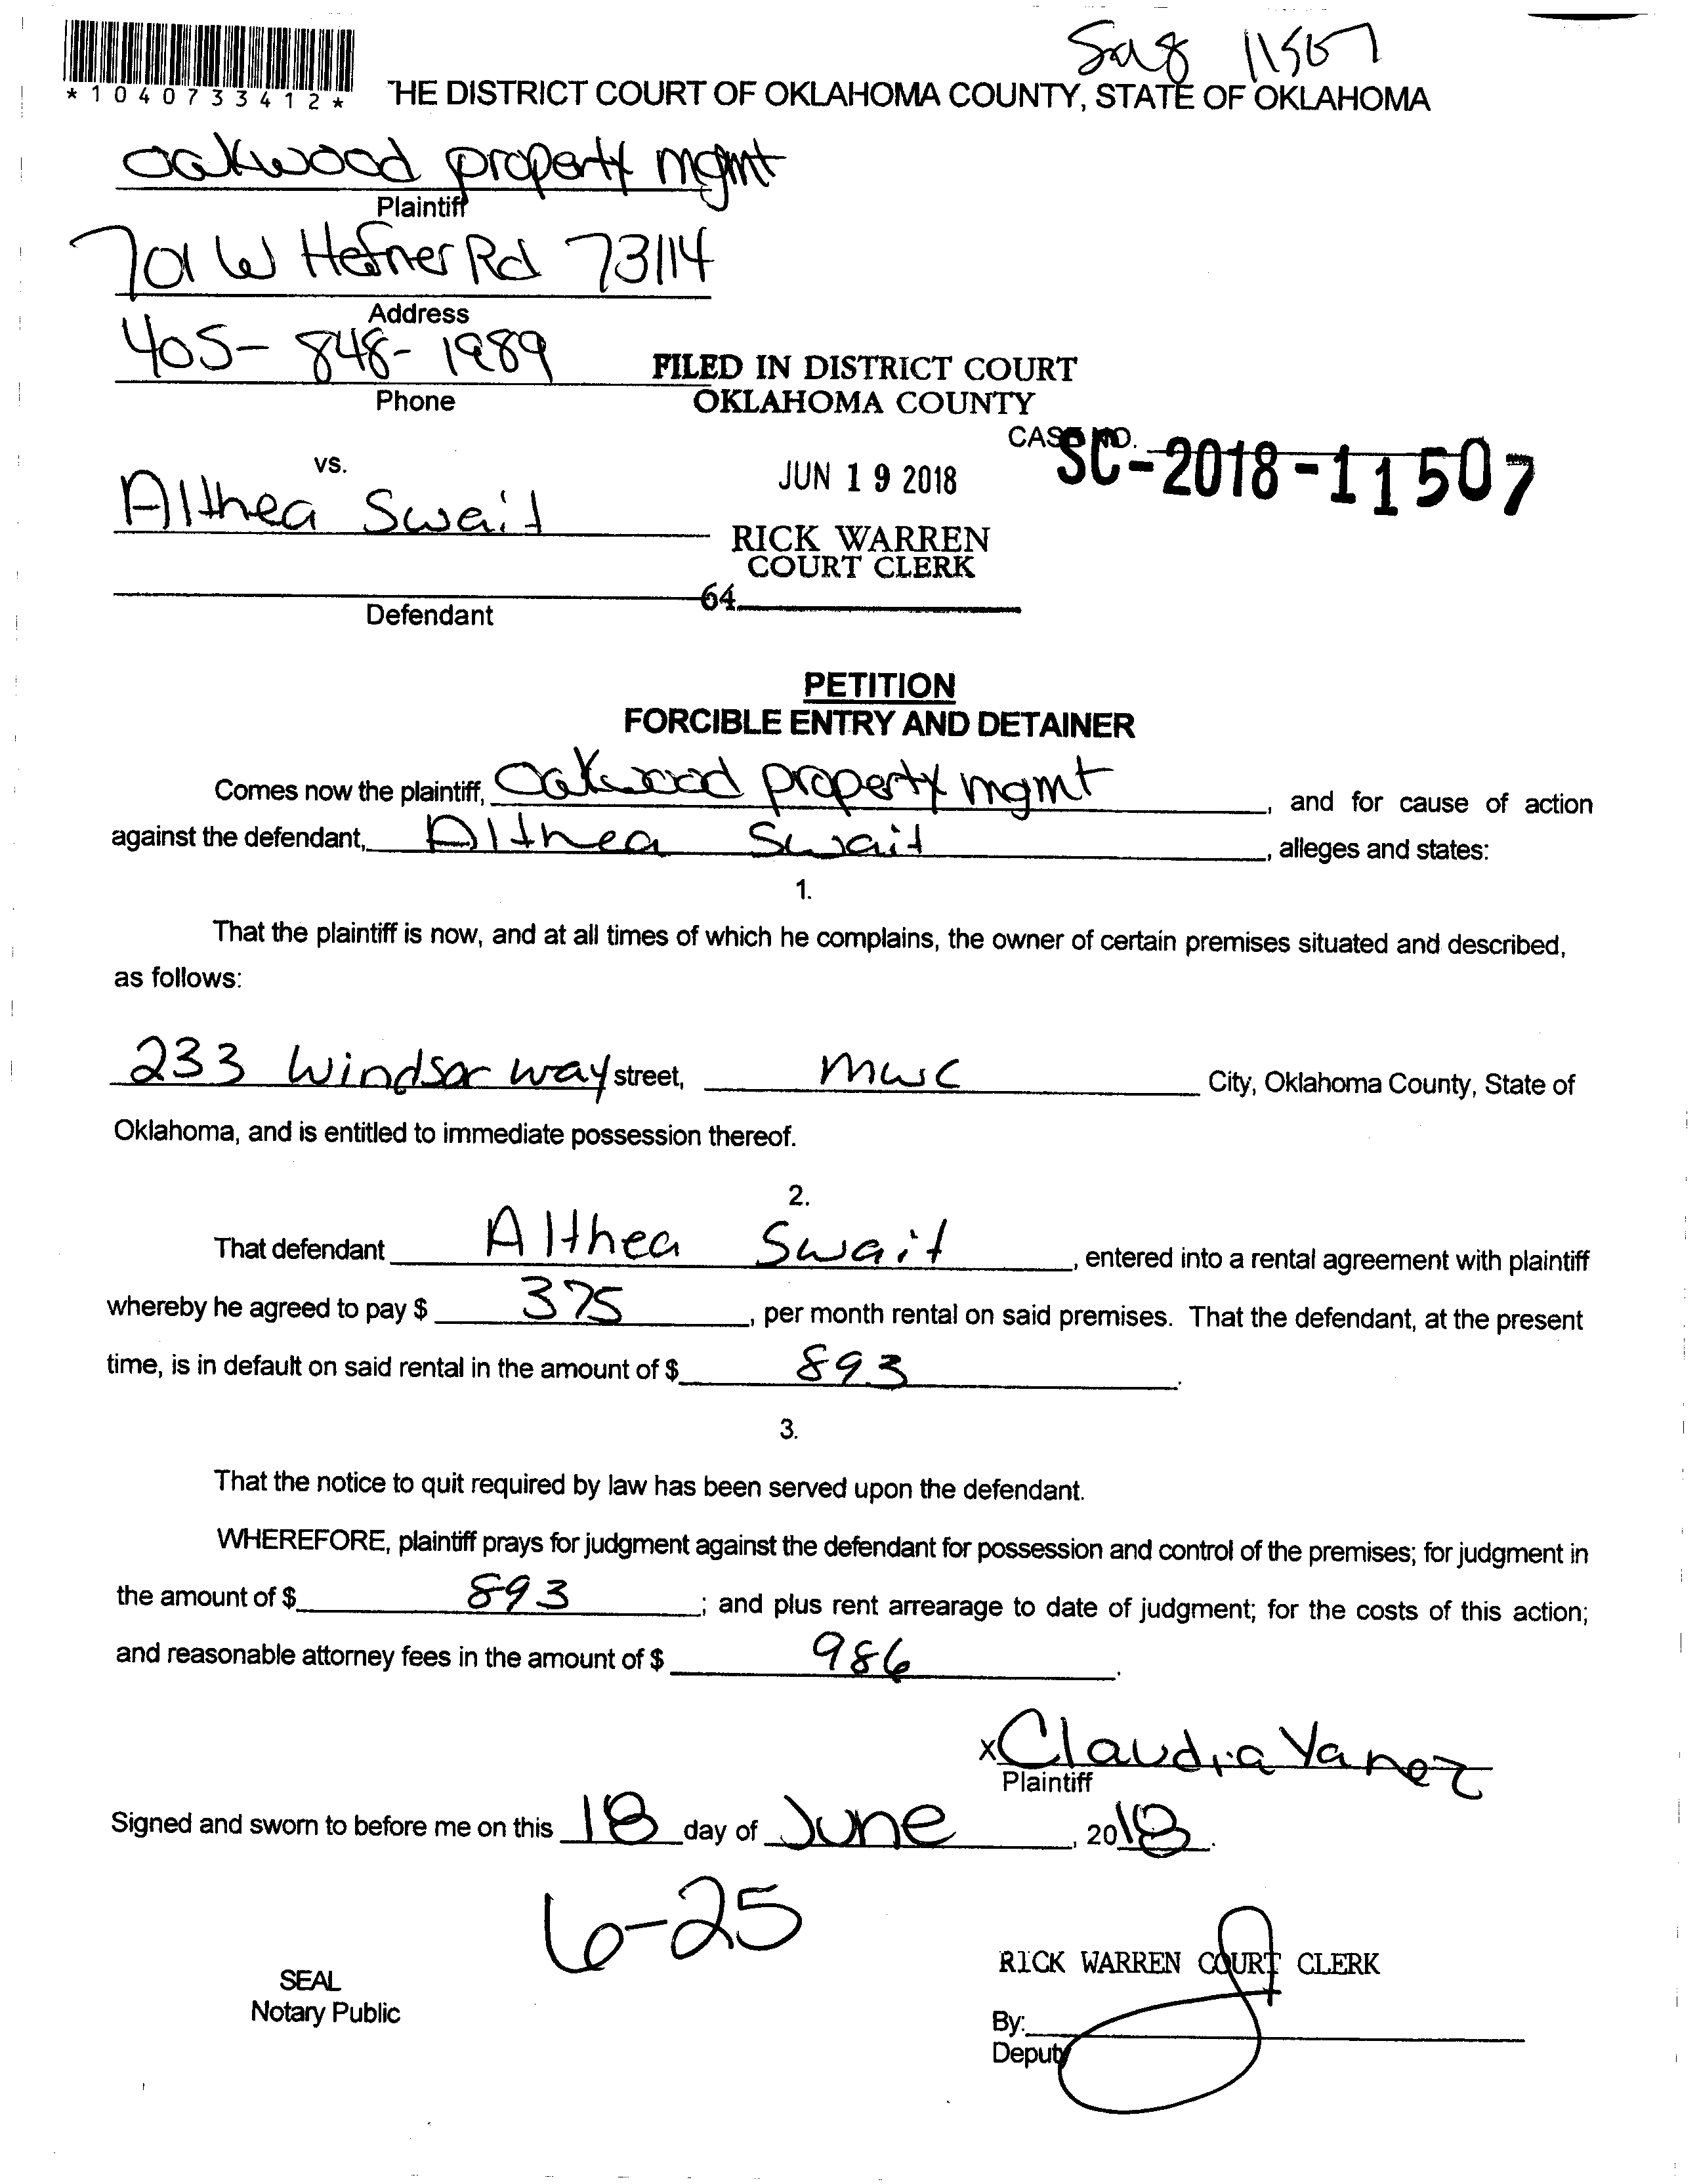 *1040733412*
THE DISTRICT COURT OF OKLAHOMA COUNTY, STATE OF OKLAHOMA
oakwood property mgmt
Plaintiff
701 W Hefner Rd 73114
Address
405-848-1989
Phone
FILED IN DISTRICT COURT
OKLAHOMA COUNTY
CASE NO. SC-2018-11507
vs.
JUN 19 2018
Althea Swait
RICK WARREN
COURT CLERK
64
Defendant
PETITION
FORCIBLE ENTRY AND DETAINER
Comes now the plaintiff, Oakwood property mgmt, and for cause of action
against the defendant, Althea Swait, alleges and states:
1.
That the plaintiff is now, and at all times of which he complains, the owner of certain premises situated and described,
as follows:
233 Windsor Way street, MWC City, Oklahoma County, State of
Oklahoma, and is entitled to immediate possession thereof.
2.
That defendant Althea Swait, entered into a rental agreement with plaintiff
whereby he agreed to pay $ 375, per month rental on said premises. That the defendant, at the present
time, is in default on said rental in the amount of $ 893.
3.
That the notice to quit required by law has been served upon the defendant.
WHEREFORE, plaintiff prays for judgment against the defendant for possession and control of the premises; for judgment in
the amount of $ 893; and plus rent arrearage to date of judgment; for the costs of this action;
and reasonable attorney fees in the amount of $ 986.
x Claudia Yanez
Plaintiff
Signed and sworn to before me on this 18 day of June, 2018.
6-25
RICK WARREN COURT CLERK
SEAL
Notary Public
By:
Deputy